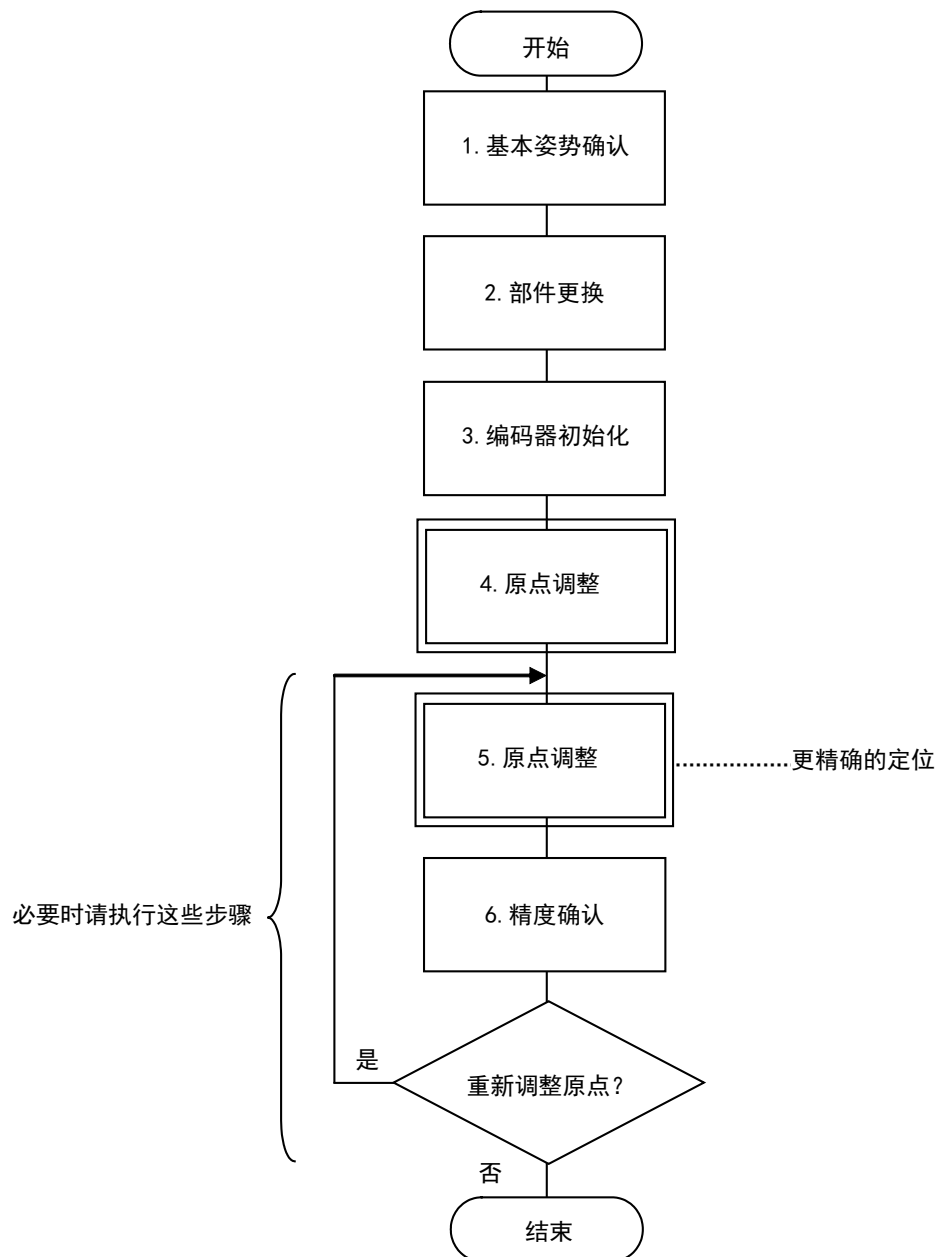 开始
1.基本姿势确认
2.部件更换
3.编码器初始化
4.原点调整
5.原点调整
更精确的定位
必要时请执行这些步骤
6.精度确认
是
重新调整原点?
否
结束